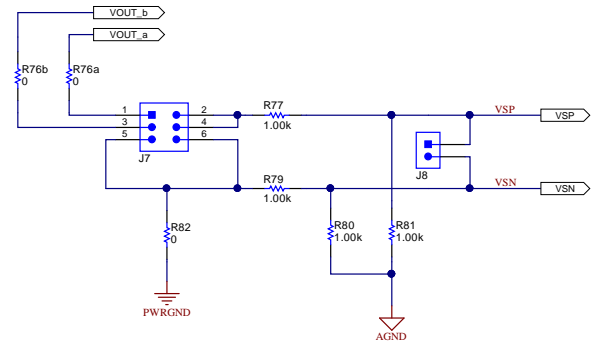 VOUT_b
VOUT_a
R76b
0
R76a
0
1
2
3
4
5
6
J7
R77
1.00k
VSP
VSP
J8
R79
1.00k
VSN
VSN
R82
0
R80
1.00k
R81
1.00k
PWRGND
AGND